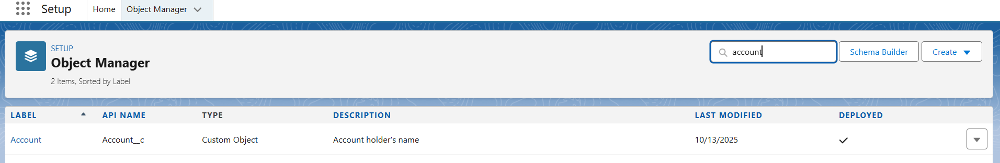 Setup Home Object Manager
SETUP
Object Manager
2 Items, Sorted by Label
account Schema Builder Create
LABEL API NAME TYPE DESCRIPTION LAST MODIFIED DEPLOYED
Account Account__c Custom Object Account holder's name 10/13/2025